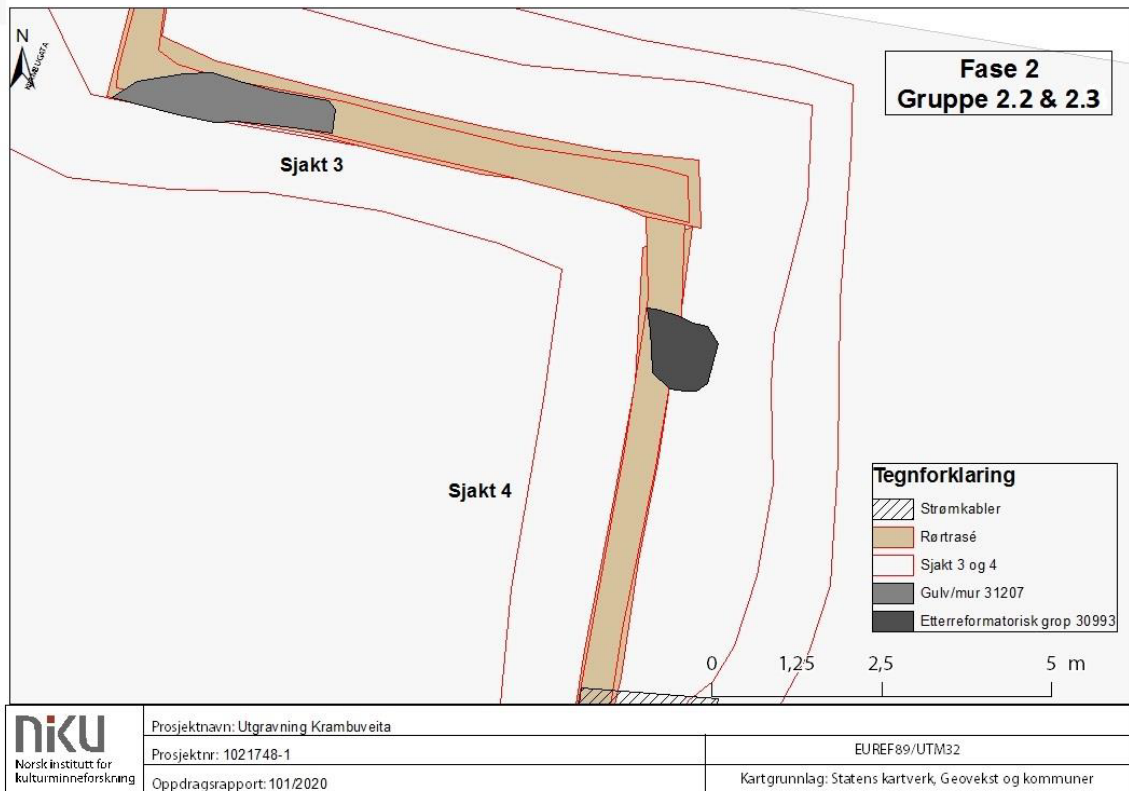 N
KRAMBUGATA
Fase 2
Gruppe 2.2 & 2.3
Sjakt 3
Sjakt 4
Tegnforklaring
Strømkabler
Rørtrasé
Sjakt 3 og 4
Gulv/mur 31207
Etterreformatorisk grop 30993
0 1,25 2,5 5 m
niku
Norsk institutt for
kulturminneforskning
Prosjektnavn: Utgravning Krambuveita
Prosjektnr: 1021748-1
Oppdragsrapport: 101/2020
EUREF89/UTM32
Kartgrunnlag: Statens kartverk, Geovekst og kommuner